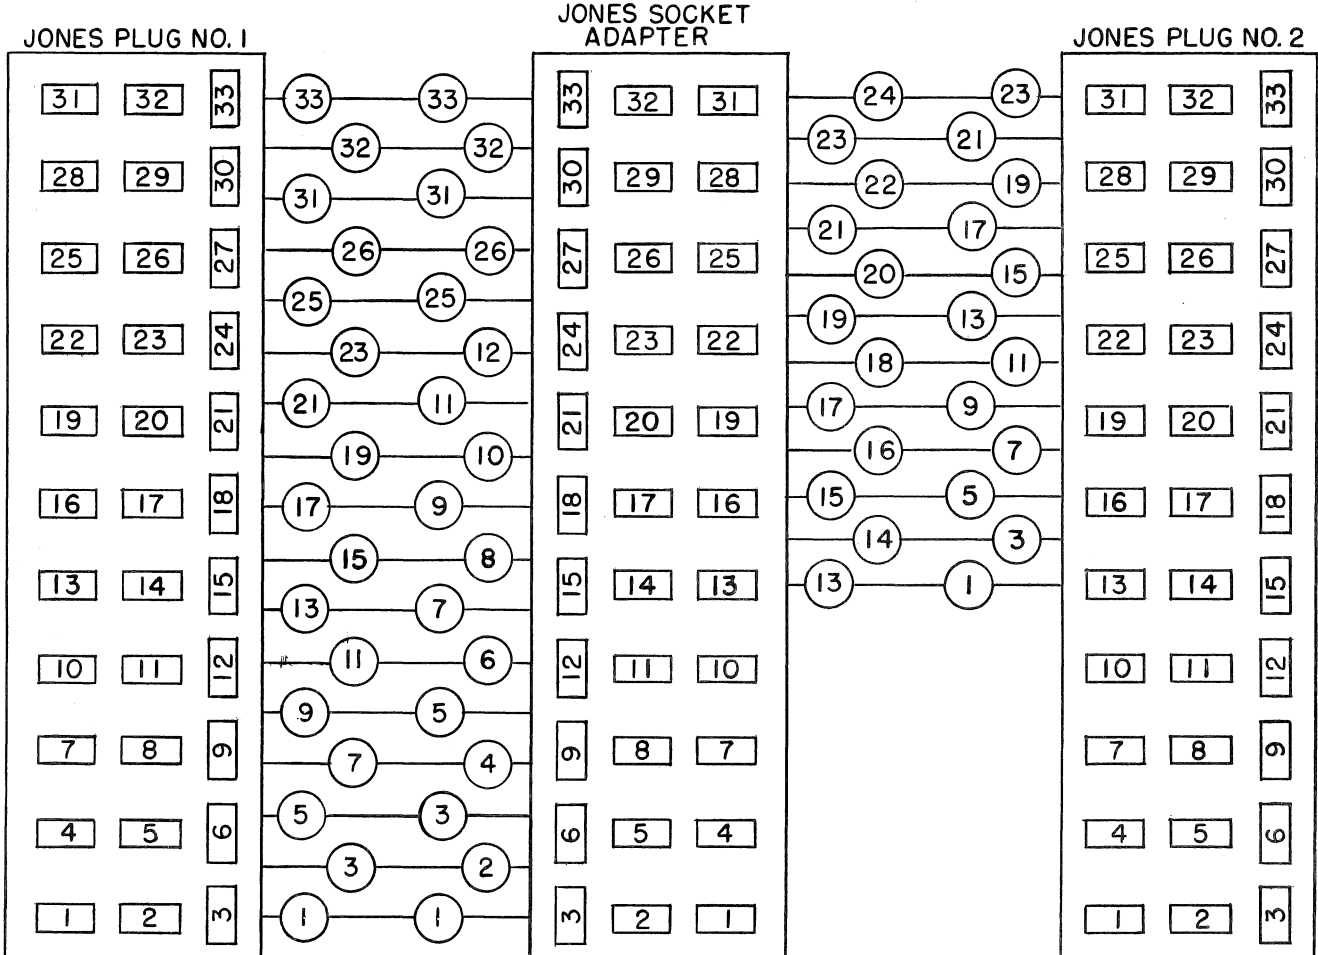 JONES SOCKET
ADAPTER
JONES PLUG NO. 1
JONES PLUG NO. 2
31 32 33
28 29 30
25 26 27
22 23 24
19 20 21
16 17 18
13 14 15
10 11 12
7 8 9
4 5 6
1 2 3
33 33
32 32
31 31
26 26
25 25
23 12
21 11
19 10
17 9
15 8
13 7
11 6
9 5
7 4
5 3
3 2
1 1
33 32 31
30 29 28
27 26 25
24 23 22
21 20 19
18 17 16
15 14 13
12 11 10
9 8 7
6 5 4
3 2 1
24 23
23 21
22 19
21 17
20 15
19 13
18 11
17 9
16 7
15 5
14 3
13 1
31 32 33
28 29 30
25 26 27
22 23 24
19 20 21
16 17 18
13 14 15
10 11 12
7 8 9
4 5 6
1 2 3